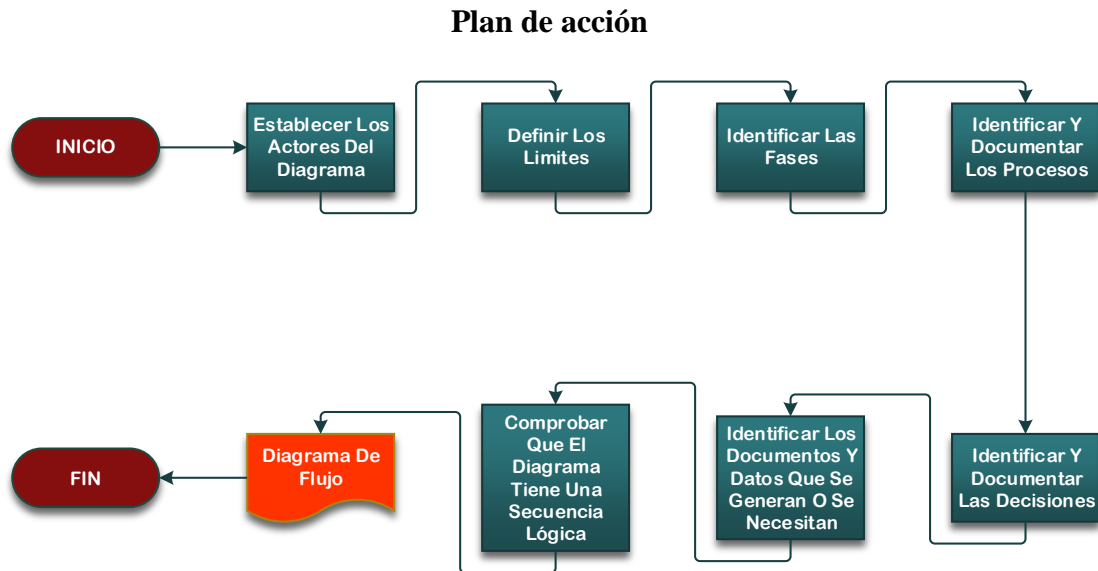 Plan de acción
INICIO
Establecer Los
Actores Del
Diagrama
Definir Los
Limites
Identificar Las
Fases
Identificar Y
Documentar
Los Procesos
Identificar Y
Documentar
Las Decisiones
Identificar Los
Documentos Y
Datos Que Se
Generan O Se
Necesitan
Comprobar
Que El
Diagrama
Tiene Una
Secuencia
Lógica
Diagrama De
Flujo
FIN